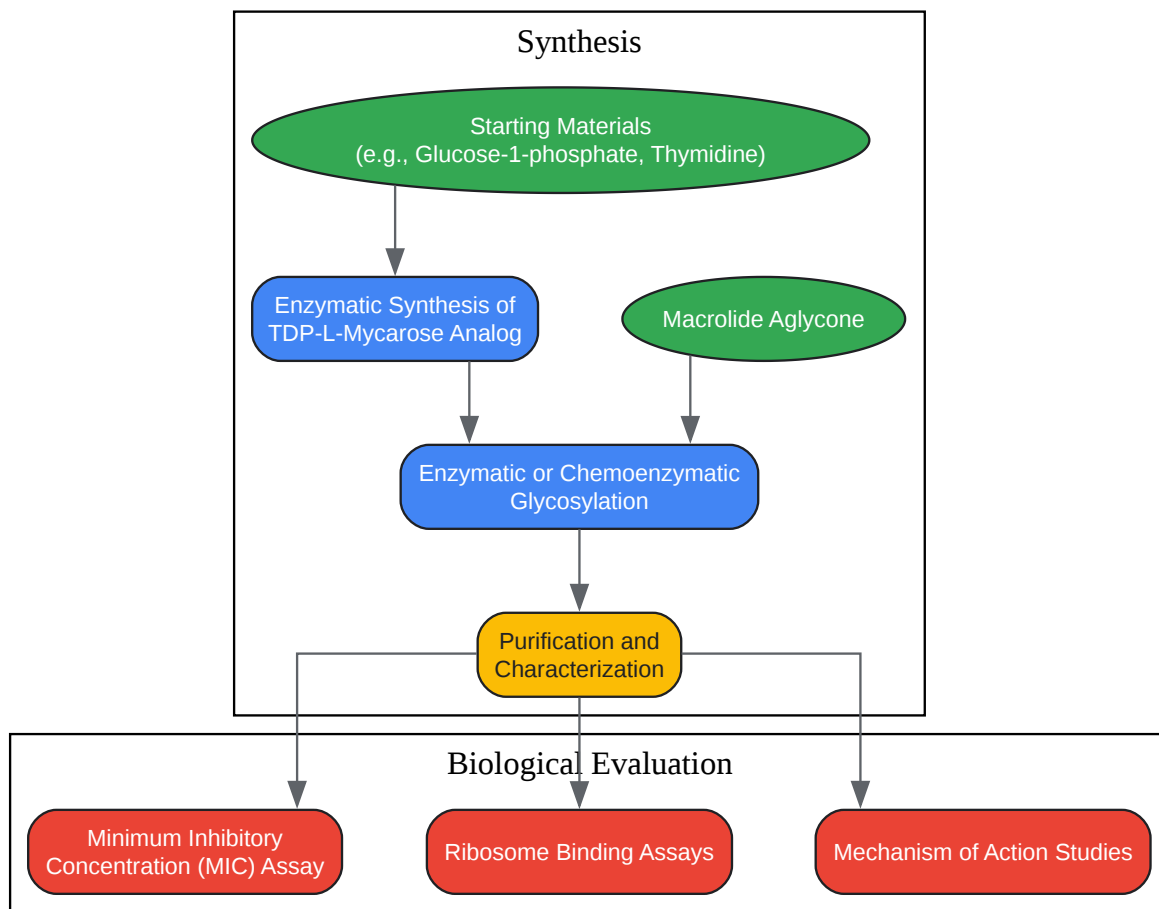 Synthesis
Starting Materials
(e.g., Glucose-1-phosphate, Thymidine)
Enzymatic Synthesis of
TDP-L-Mycarose Analog
Macrolide Aglycone
Enzymatic or Chemoenzymatic
Glycosylation
Purification and
Characterization
Biological Evaluation
Minimum Inhibitory
Concentration (MIC) Assay
Ribosome Binding Assays
Mechanism of Action Studies